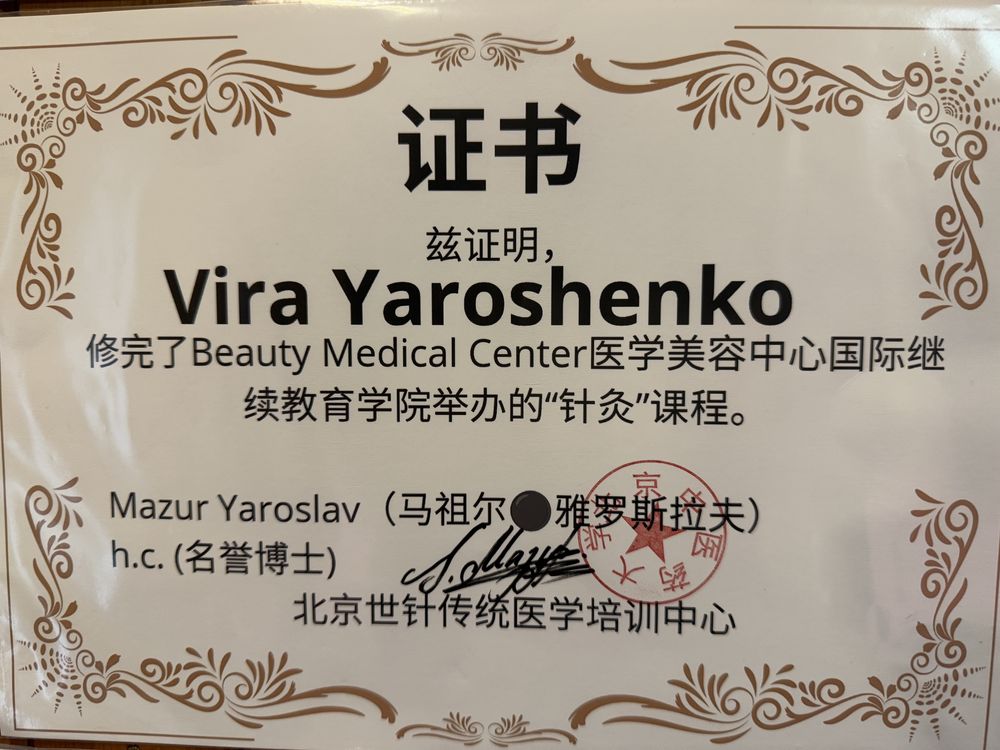 证书
兹证明，
Vira Yaroshenko
修完了Beauty Medical Center医学美容中心国际继
续教育学院举办的“针灸”课程。
Mazur Yaroslav（马祖尔⚫雅罗斯拉夫）
h.c. (名誉博士)
北京世针传统医学培训中心